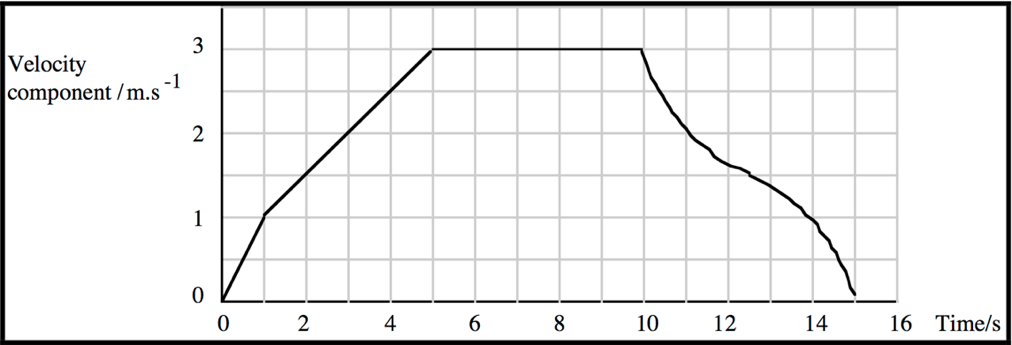 3
Velocity
component / m.s⁻¹
2
1
0
0 2 4 6 8 10 12 14 16 Time/s